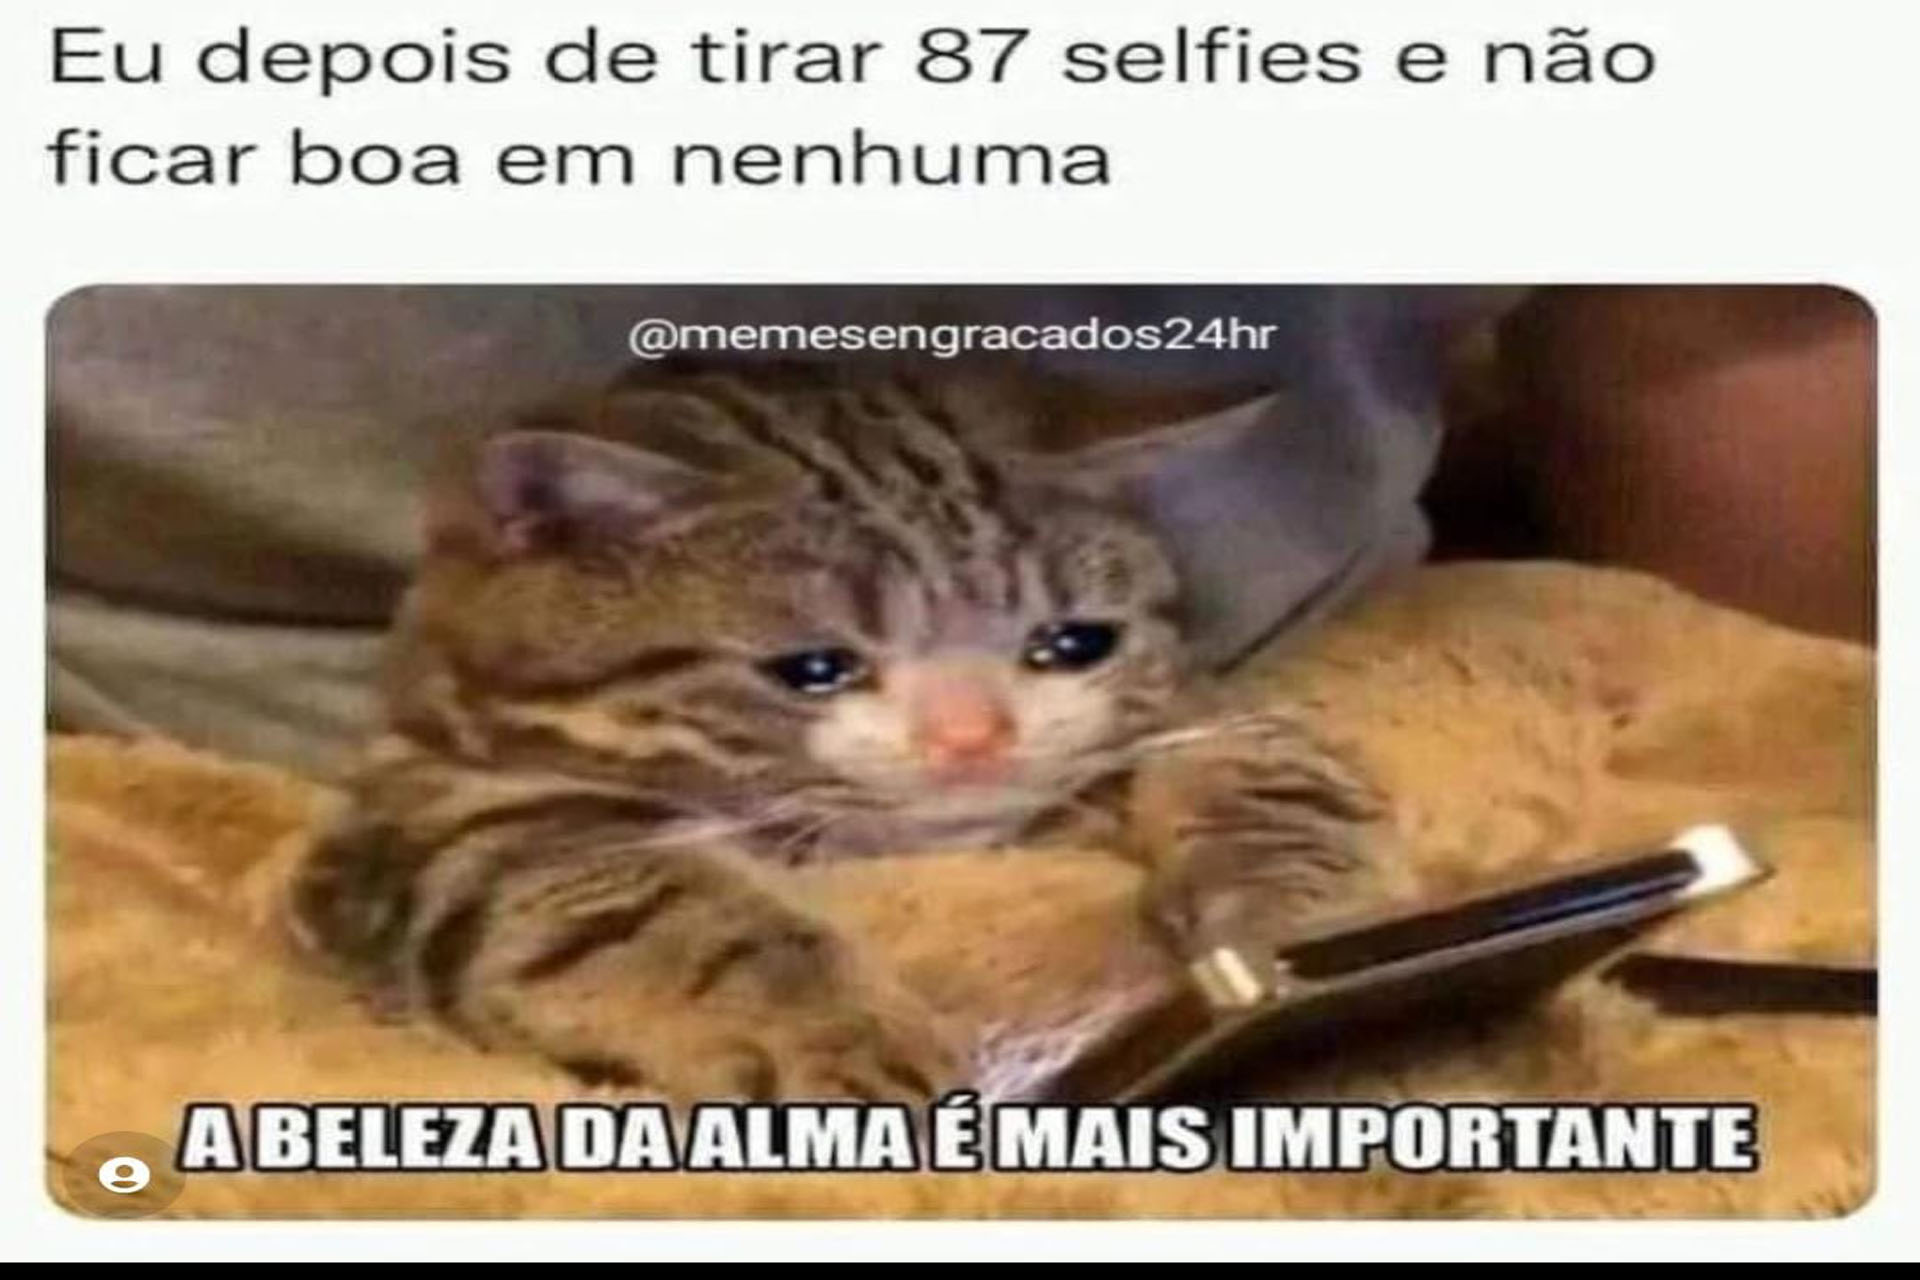 Eu depois de tirar 87 selfies e não
ficar boa em nenhuma
@memesengracados24hr
A BELEZA DA ALMA É MAIS IMPORTANTE